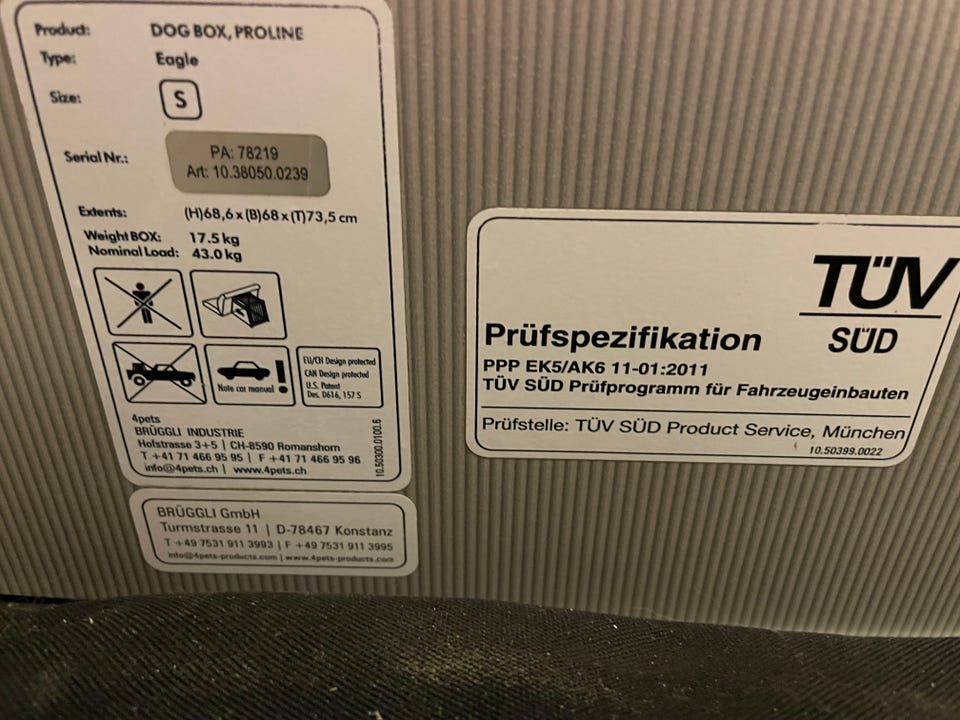 Product: DOG BOX, PROLINE
Type: Eagle
Size: S
Serial Nr.: PA: 78219
Art: 10.38050.0239
Extents: (H)68,6 x (B)68 x (T)73,5 cm
Weight BOX: 17.5 kg
Nominal Load: 43.0 kg
Note car manual !
EU/CH Design protected
CAN Design protected
U.S. Patent
Des. D616, 157 S
4pets
BRÜGGLI INDUSTRIE
Hofstrasse 3+5 | CH-8590 Romanshorn
T +41 71 466 95 95 | F +41 71 466 95 96
info@4pets.ch | www.4pets.ch
10.50300.0100.6
BRÜGGLI GmbH
Turmstrasse 11 | D-78467 Konstanz
T +49 7531 911 3993 | F +49 7531 911 3995
info@4pets-products.com | www.4pets-products.com
TÜV
SÜD
Prüfspezifikation
PPP EK5/AK6 11-01:2011
TÜV SÜD Prüfprogramm für Fahrzeugeinbauten
Prüfstelle: TÜV SÜD Product Service, München
10.50399.0022